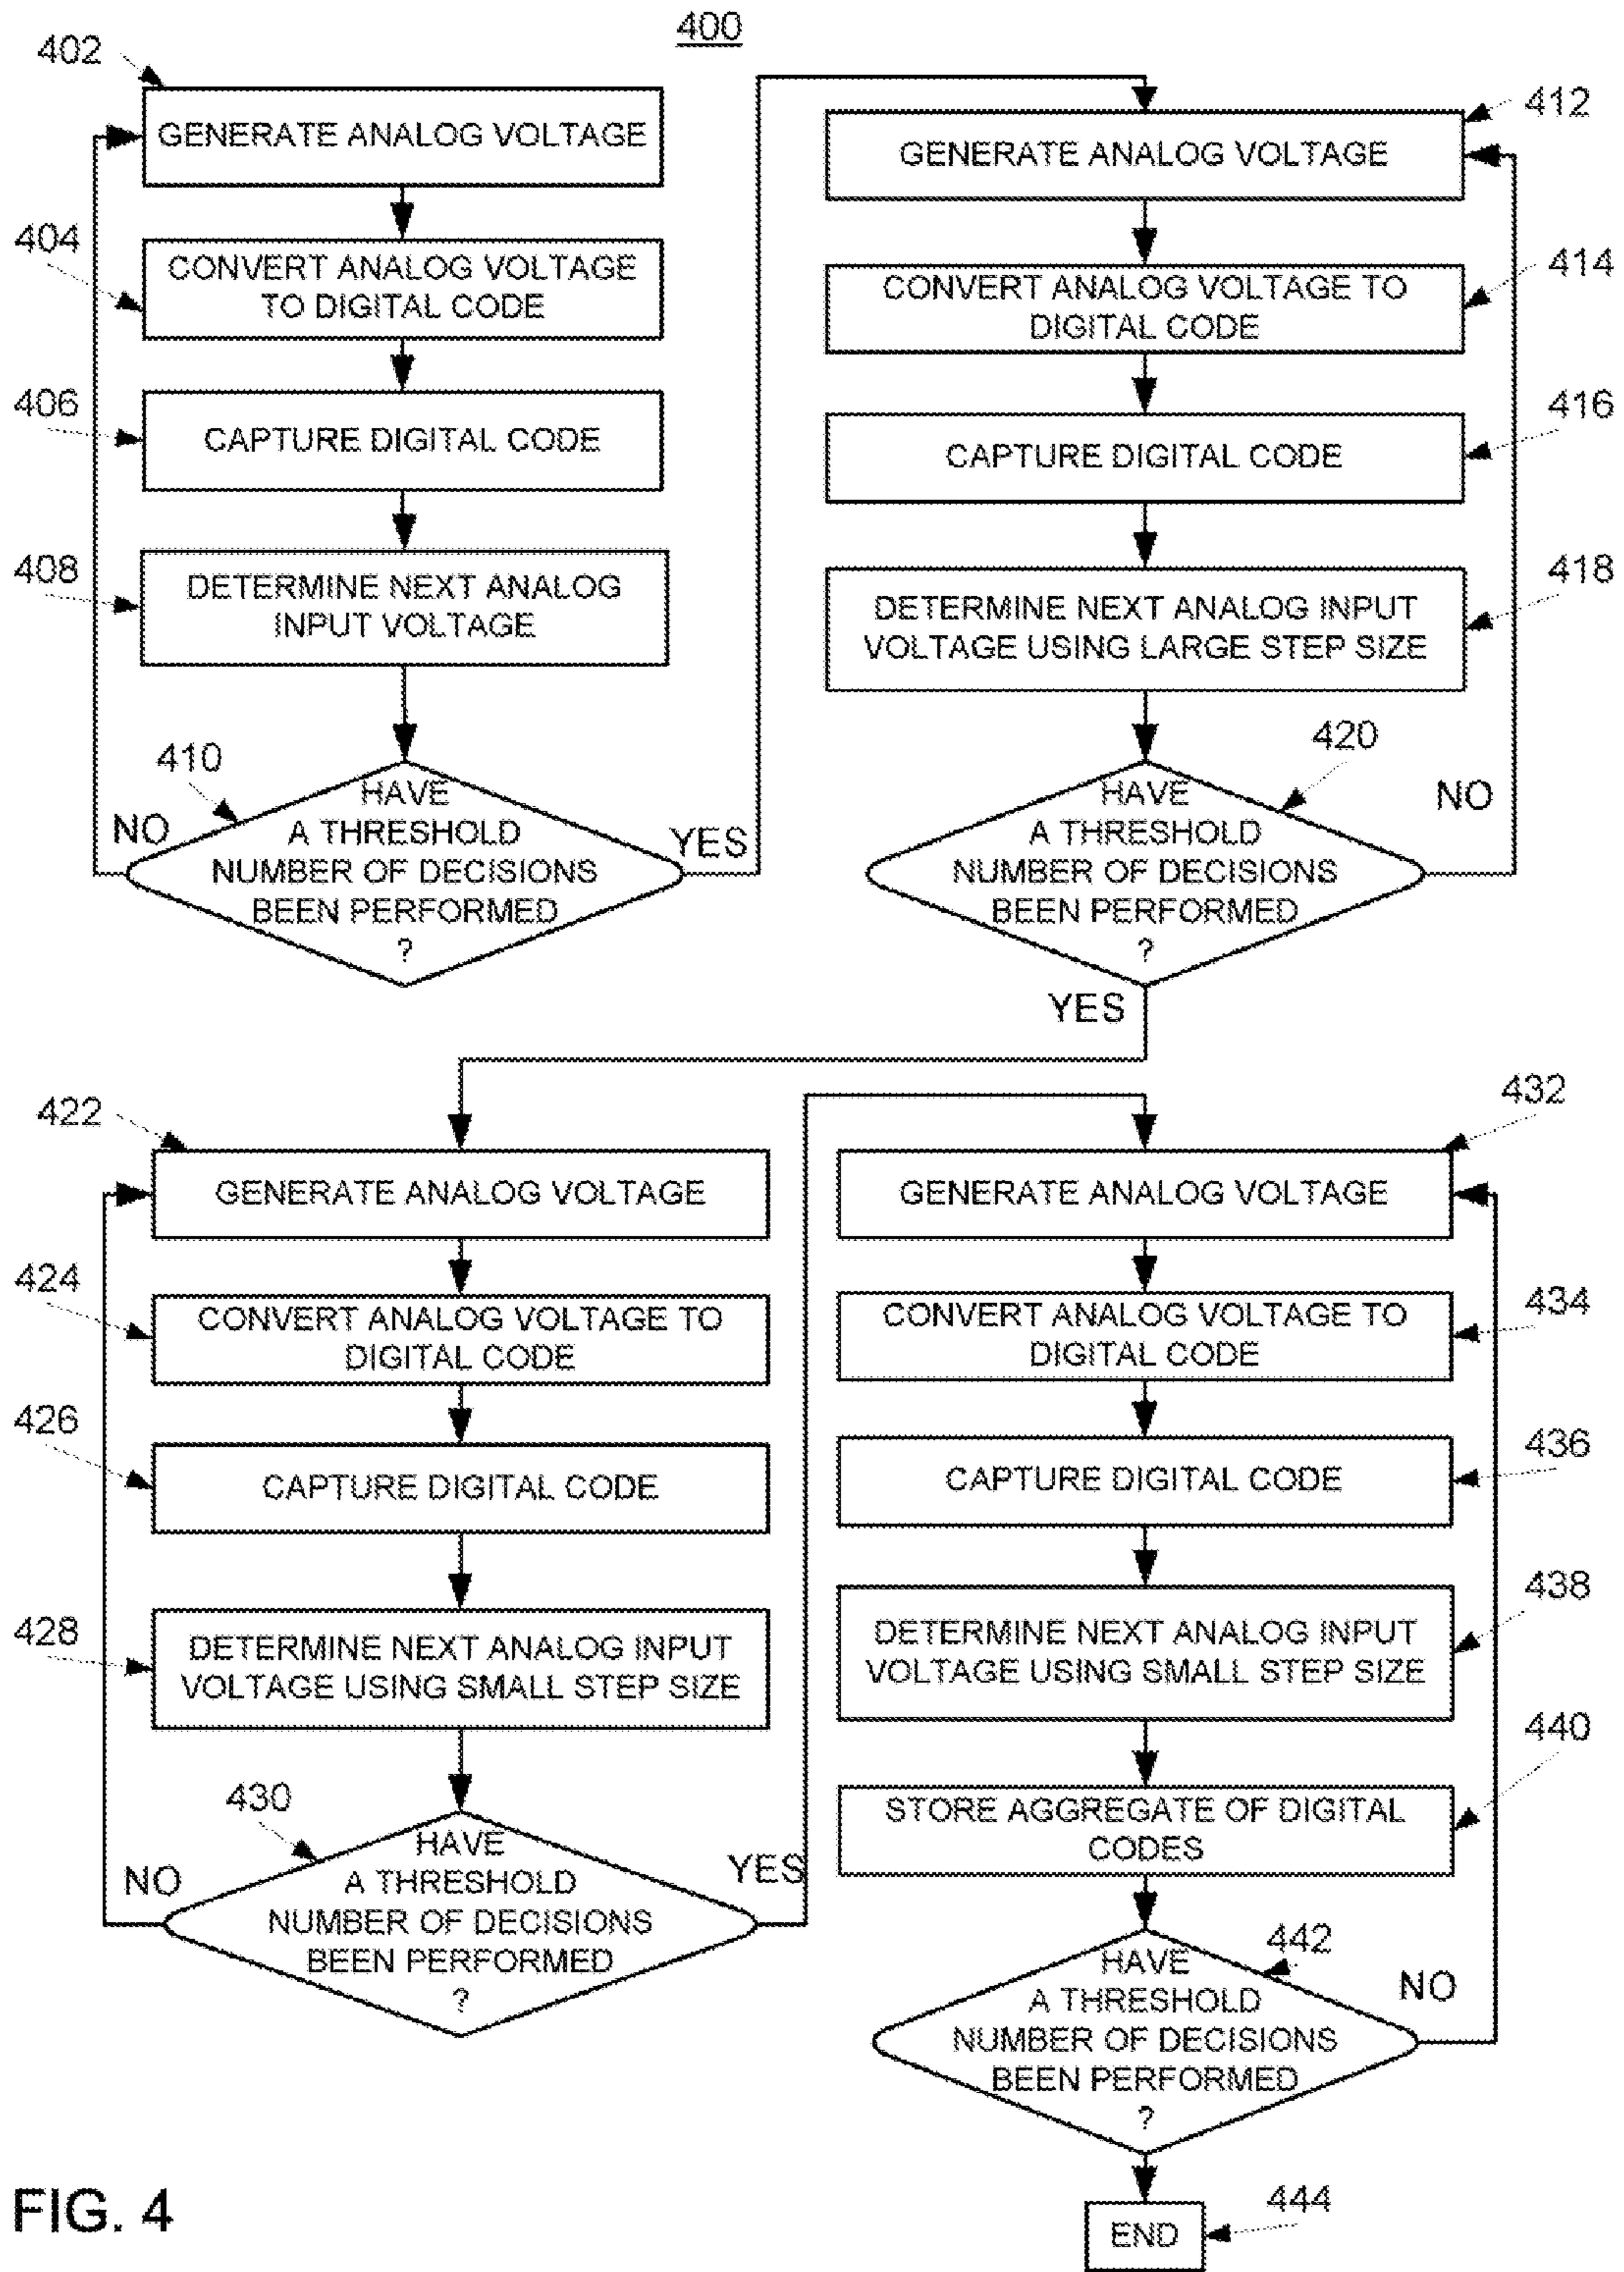 400
402
GENERATE ANALOG VOLTAGE
404
CONVERT ANALOG VOLTAGE
TO DIGITAL CODE
406
CAPTURE DIGITAL CODE
408
DETERMINE NEXT ANALOG
INPUT VOLTAGE
410
HAVE
A THRESHOLD
NUMBER OF DECISIONS
BEEN PERFORMED
?
NO
YES
412
GENERATE ANALOG VOLTAGE
414
CONVERT ANALOG VOLTAGE TO
DIGITAL CODE
416
CAPTURE DIGITAL CODE
418
DETERMINE NEXT ANALOG INPUT
VOLTAGE USING LARGE STEP SIZE
420
HAVE
A THRESHOLD
NUMBER OF DECISIONS
BEEN PERFORMED
?
NO
YES
422
GENERATE ANALOG VOLTAGE
424
CONVERT ANALOG VOLTAGE TO
DIGITAL CODE
426
CAPTURE DIGITAL CODE
428
DETERMINE NEXT ANALOG INPUT
VOLTAGE USING SMALL STEP SIZE
430
HAVE
A THRESHOLD
NUMBER OF DECISIONS
BEEN PERFORMED
?
NO
YES
432
GENERATE ANALOG VOLTAGE
434
CONVERT ANALOG VOLTAGE TO
DIGITAL CODE
436
CAPTURE DIGITAL CODE
438
DETERMINE NEXT ANALOG INPUT
VOLTAGE USING SMALL STEP SIZE
440
STORE AGGREGATE OF DIGITAL
CODES
442
HAVE
A THRESHOLD
NUMBER OF DECISIONS
BEEN PERFORMED
?
NO
444
END
FIG. 4